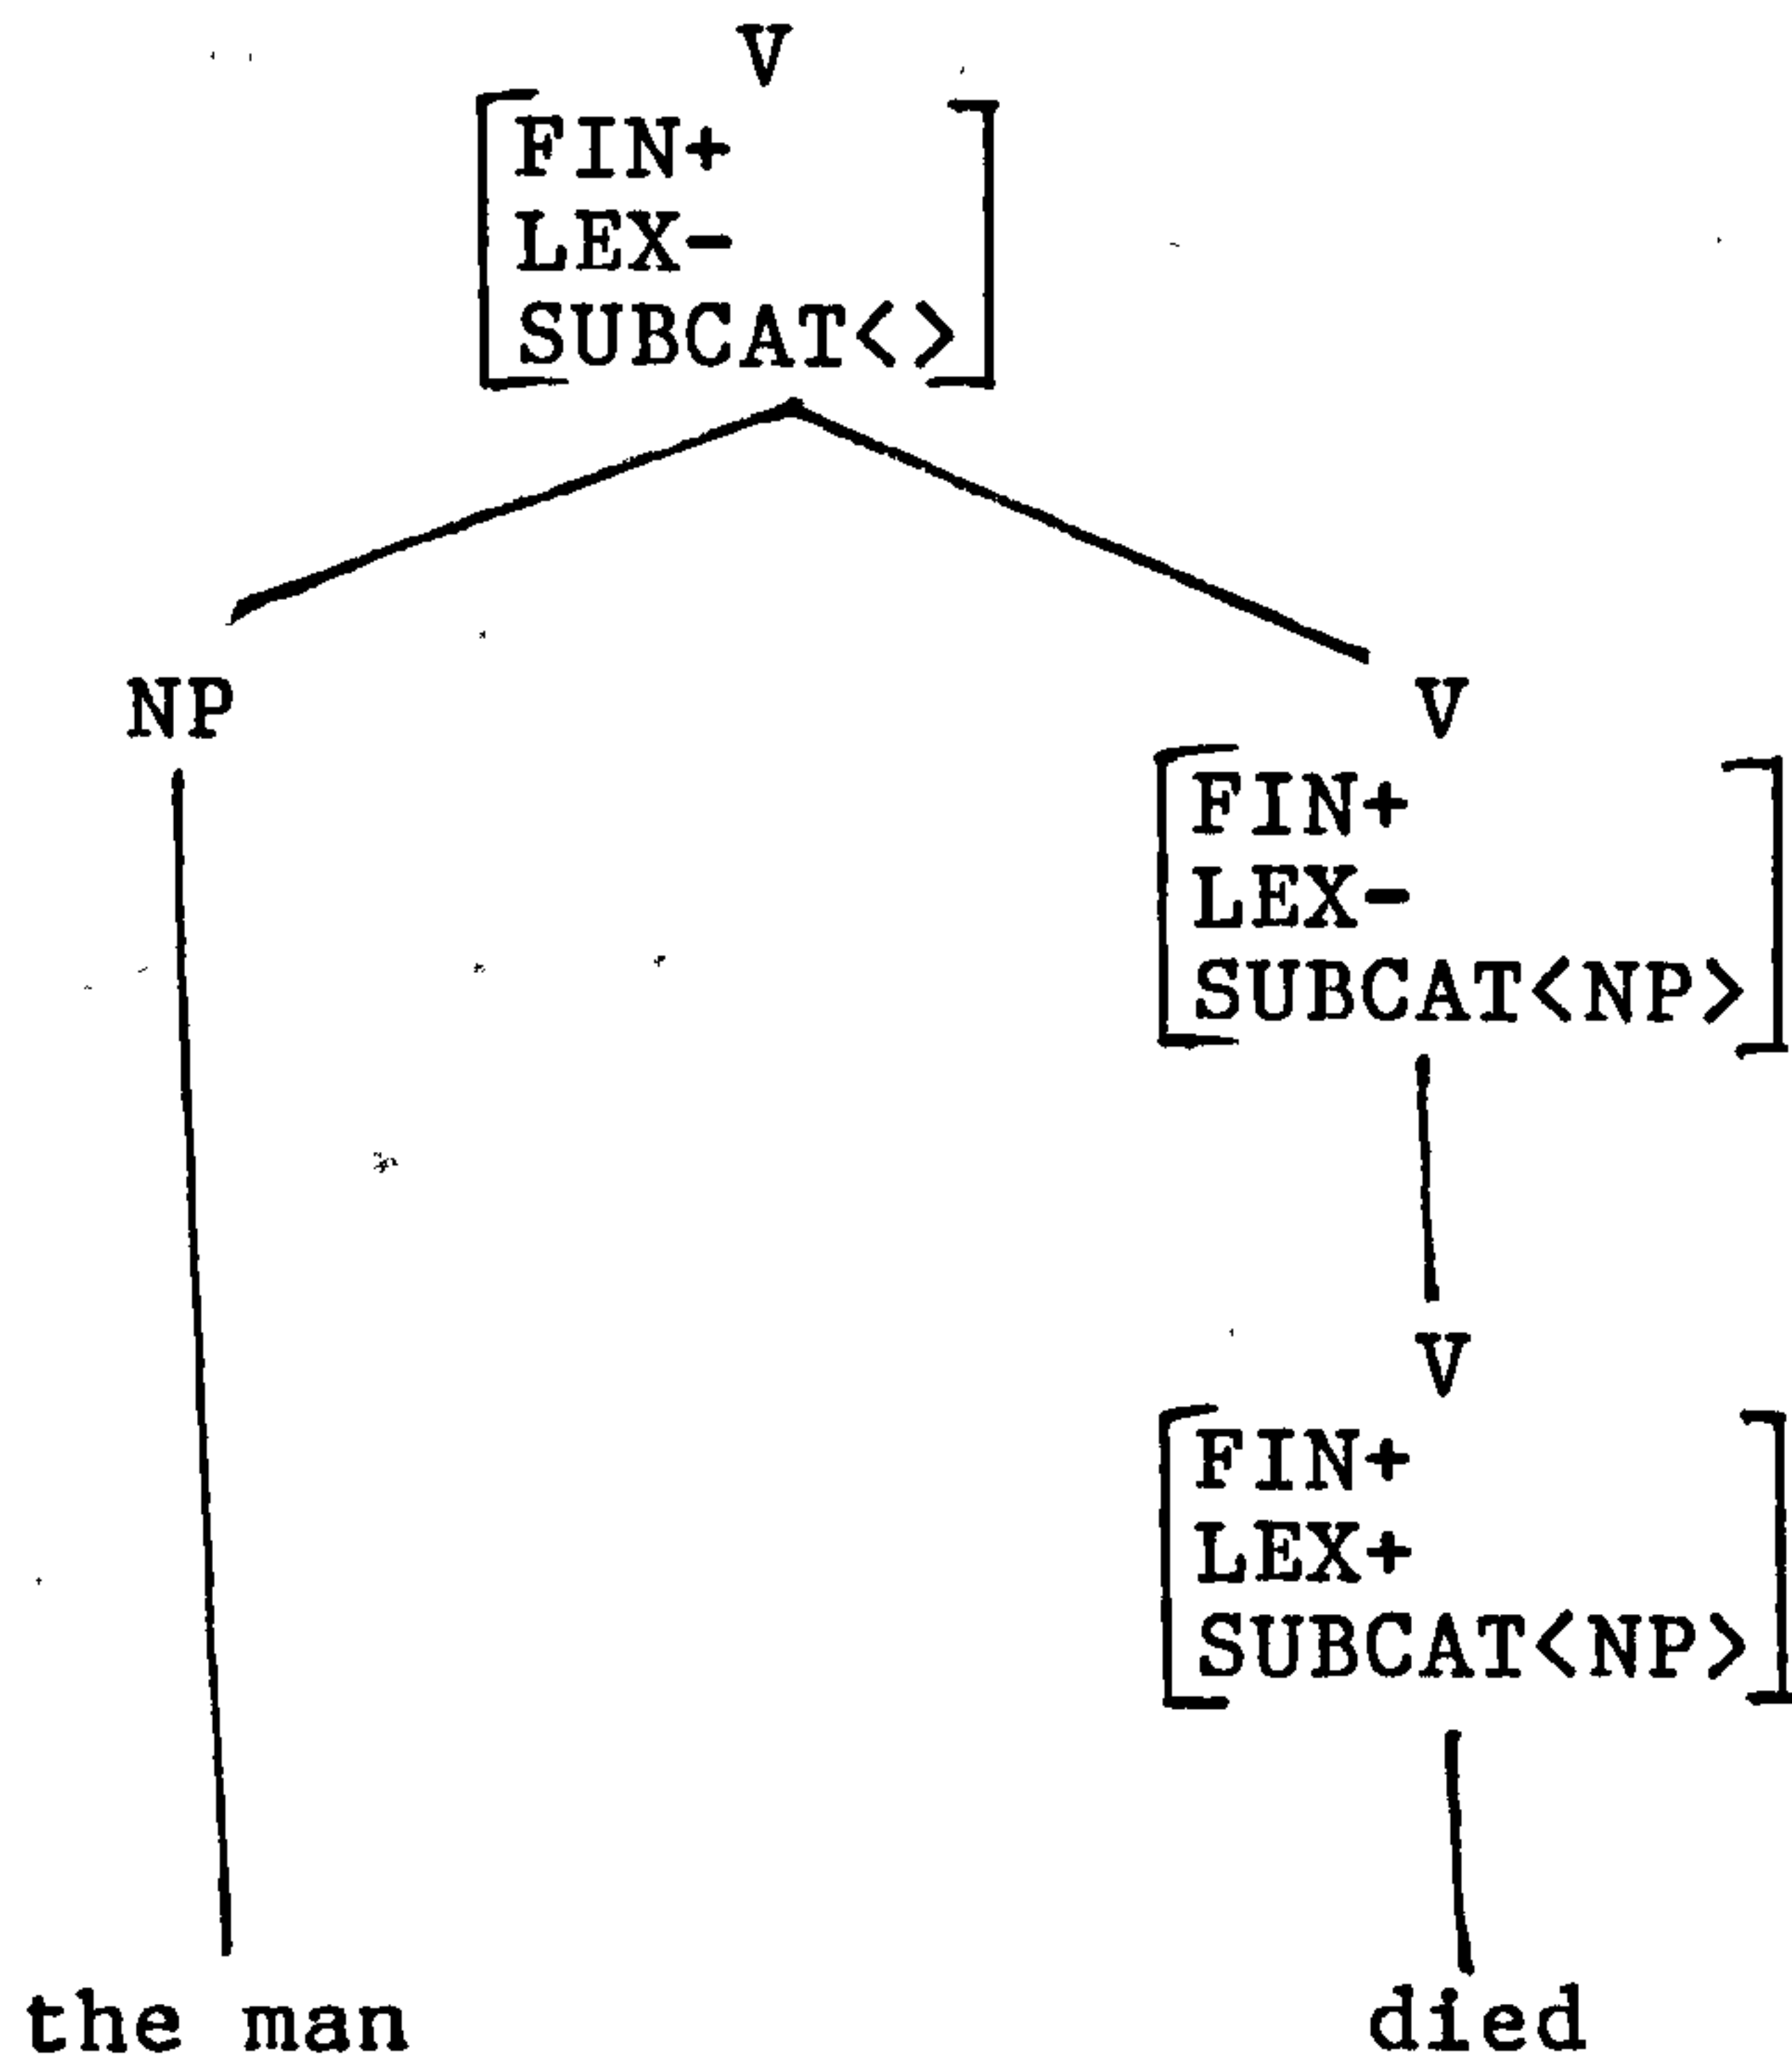 V
FIN+
LEX-
SUBCAT<>
NP
V
FIN+
LEX-
SUBCAT<NP>
V
FIN+
LEX+
SUBCAT<NP>
the man
died